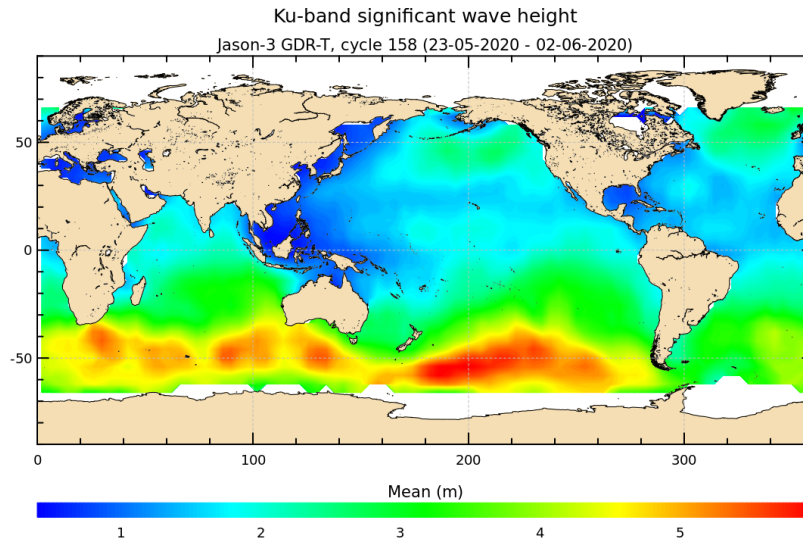 Ku-band significant wave height
Jason-3 GDR-T, cycle 158 (23-05-2020 - 02-06-2020)
50
0
-50
0 100 200 300
Mean (m)
1 2 3 4 5